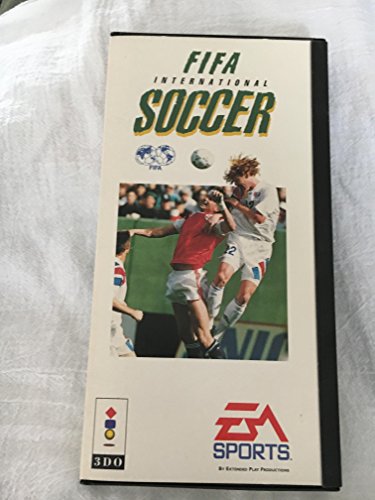 FIFA
INTERNATIONAL
SOCCER
FIFA
22
3DO
EA
SPORTS
BY EXTENDED PLAY PRODUCTIONS